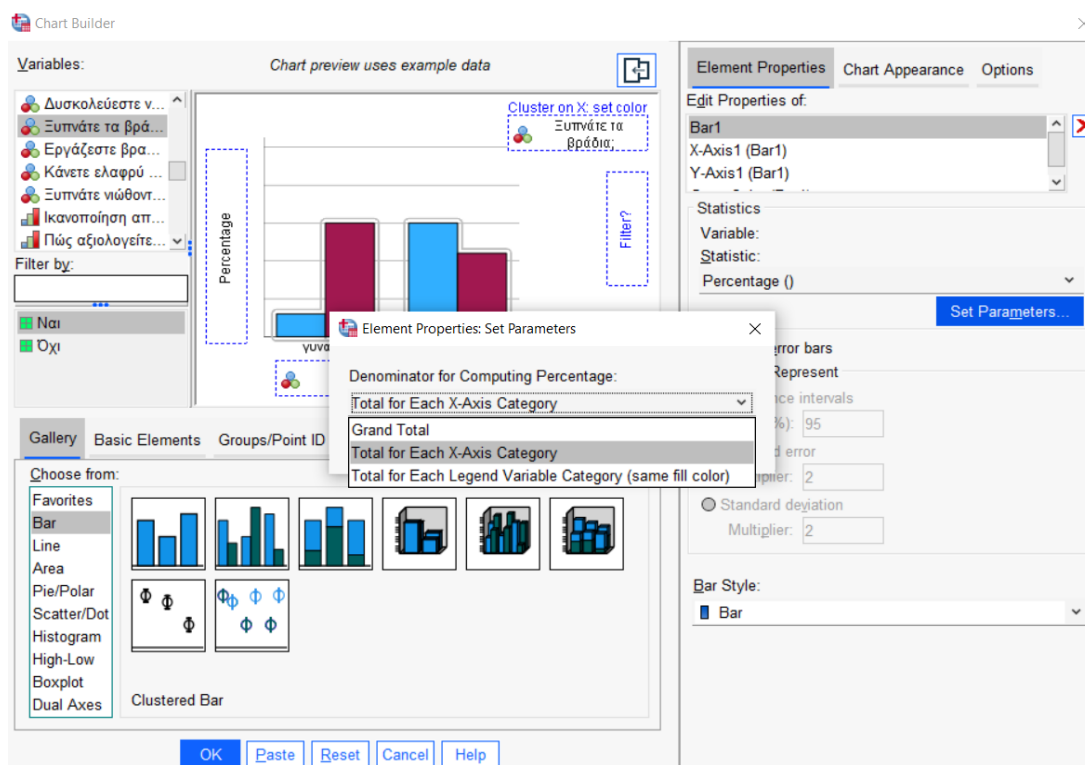 Chart Builder
Variables:
Chart preview uses example data
Δυσκολεύεστε ν...
Ξυπνάτε τα βρά...
Εργάζεστε βρα...
Κάνετε ελαφρύ ...
Ξυπνάτε νιώθοντ...
Ικανοποίηση απ...
Πώς αξιολογείτε...
Filter by:
Ναι
Όχι
Cluster on X: set color
Ξυπνάτε τα
βράδια;
Percentage
Filter?
Element Properties
Chart Appearance
Options
Edit Properties of:
Bar1
X-Axis1 (Bar1)
Y-Axis1 (Bar1)
Statistics
Variable:
Statistic:
Percentage ()
Set Parameters...
error bars
Represent
intervals
95
error
2
Standard deviation
Multiplier: 2
Bar Style:
Bar
Element Properties: Set Parameters
Denominator for Computing Percentage:
Total for Each X-Axis Category
Grand Total
Total for Each X-Axis Category
Total for Each Legend Variable Category (same fill color)
Gallery
Basic Elements
Groups/Point ID
Choose from:
Favorites
Bar
Line
Area
Pie/Polar
Scatter/Dot
Histogram
High-Low
Boxplot
Dual Axes
Clustered Bar
OK
Paste
Reset
Cancel
Help